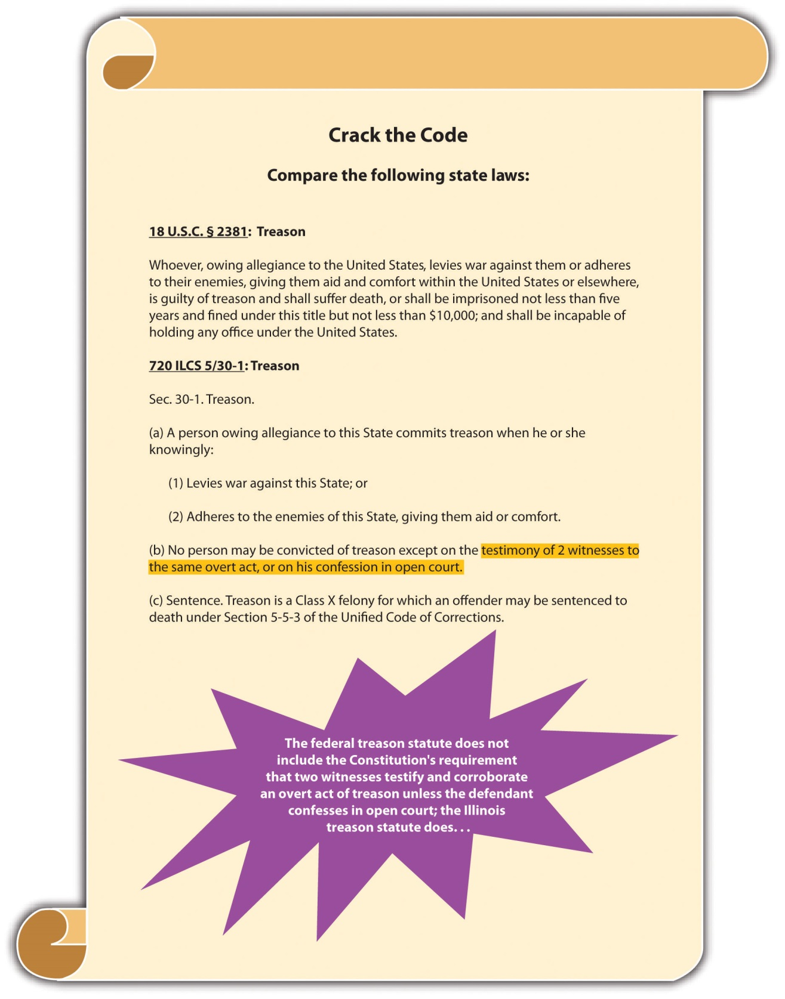 Crack the Code
Compare the following state laws:
18 U.S.C. § 2381: Treason
Whoever, owing allegiance to the United States, levies war against them or adheres
to their enemies, giving them aid and comfort within the United States or elsewhere,
is guilty of treason and shall suffer death, or shall be imprisoned not less than five
years and fined under this title but not less than $10,000; and shall be incapable of
holding any office under the United States.
720 ILCS 5/30-1: Treason
Sec. 30-1. Treason.
(a) A person owing allegiance to this State commits treason when he or she
knowingly:
(1) Levies war against this State; or
(2) Adheres to the enemies of this State, giving them aid or comfort.
(b) No person may be convicted of treason except on the testimony of 2 witnesses to
the same overt act, or on his confession in open court.
(c) Sentence. Treason is a Class X felony for which an offender may be sentenced to
death under Section 5-5-3 of the Unified Code of Corrections.
The federal treason statute does not
include the Constitution's requirement
that two witnesses testify and corroborate
an overt act of treason unless the defendant
confesses in open court; the Illinois
treason statute does. . .